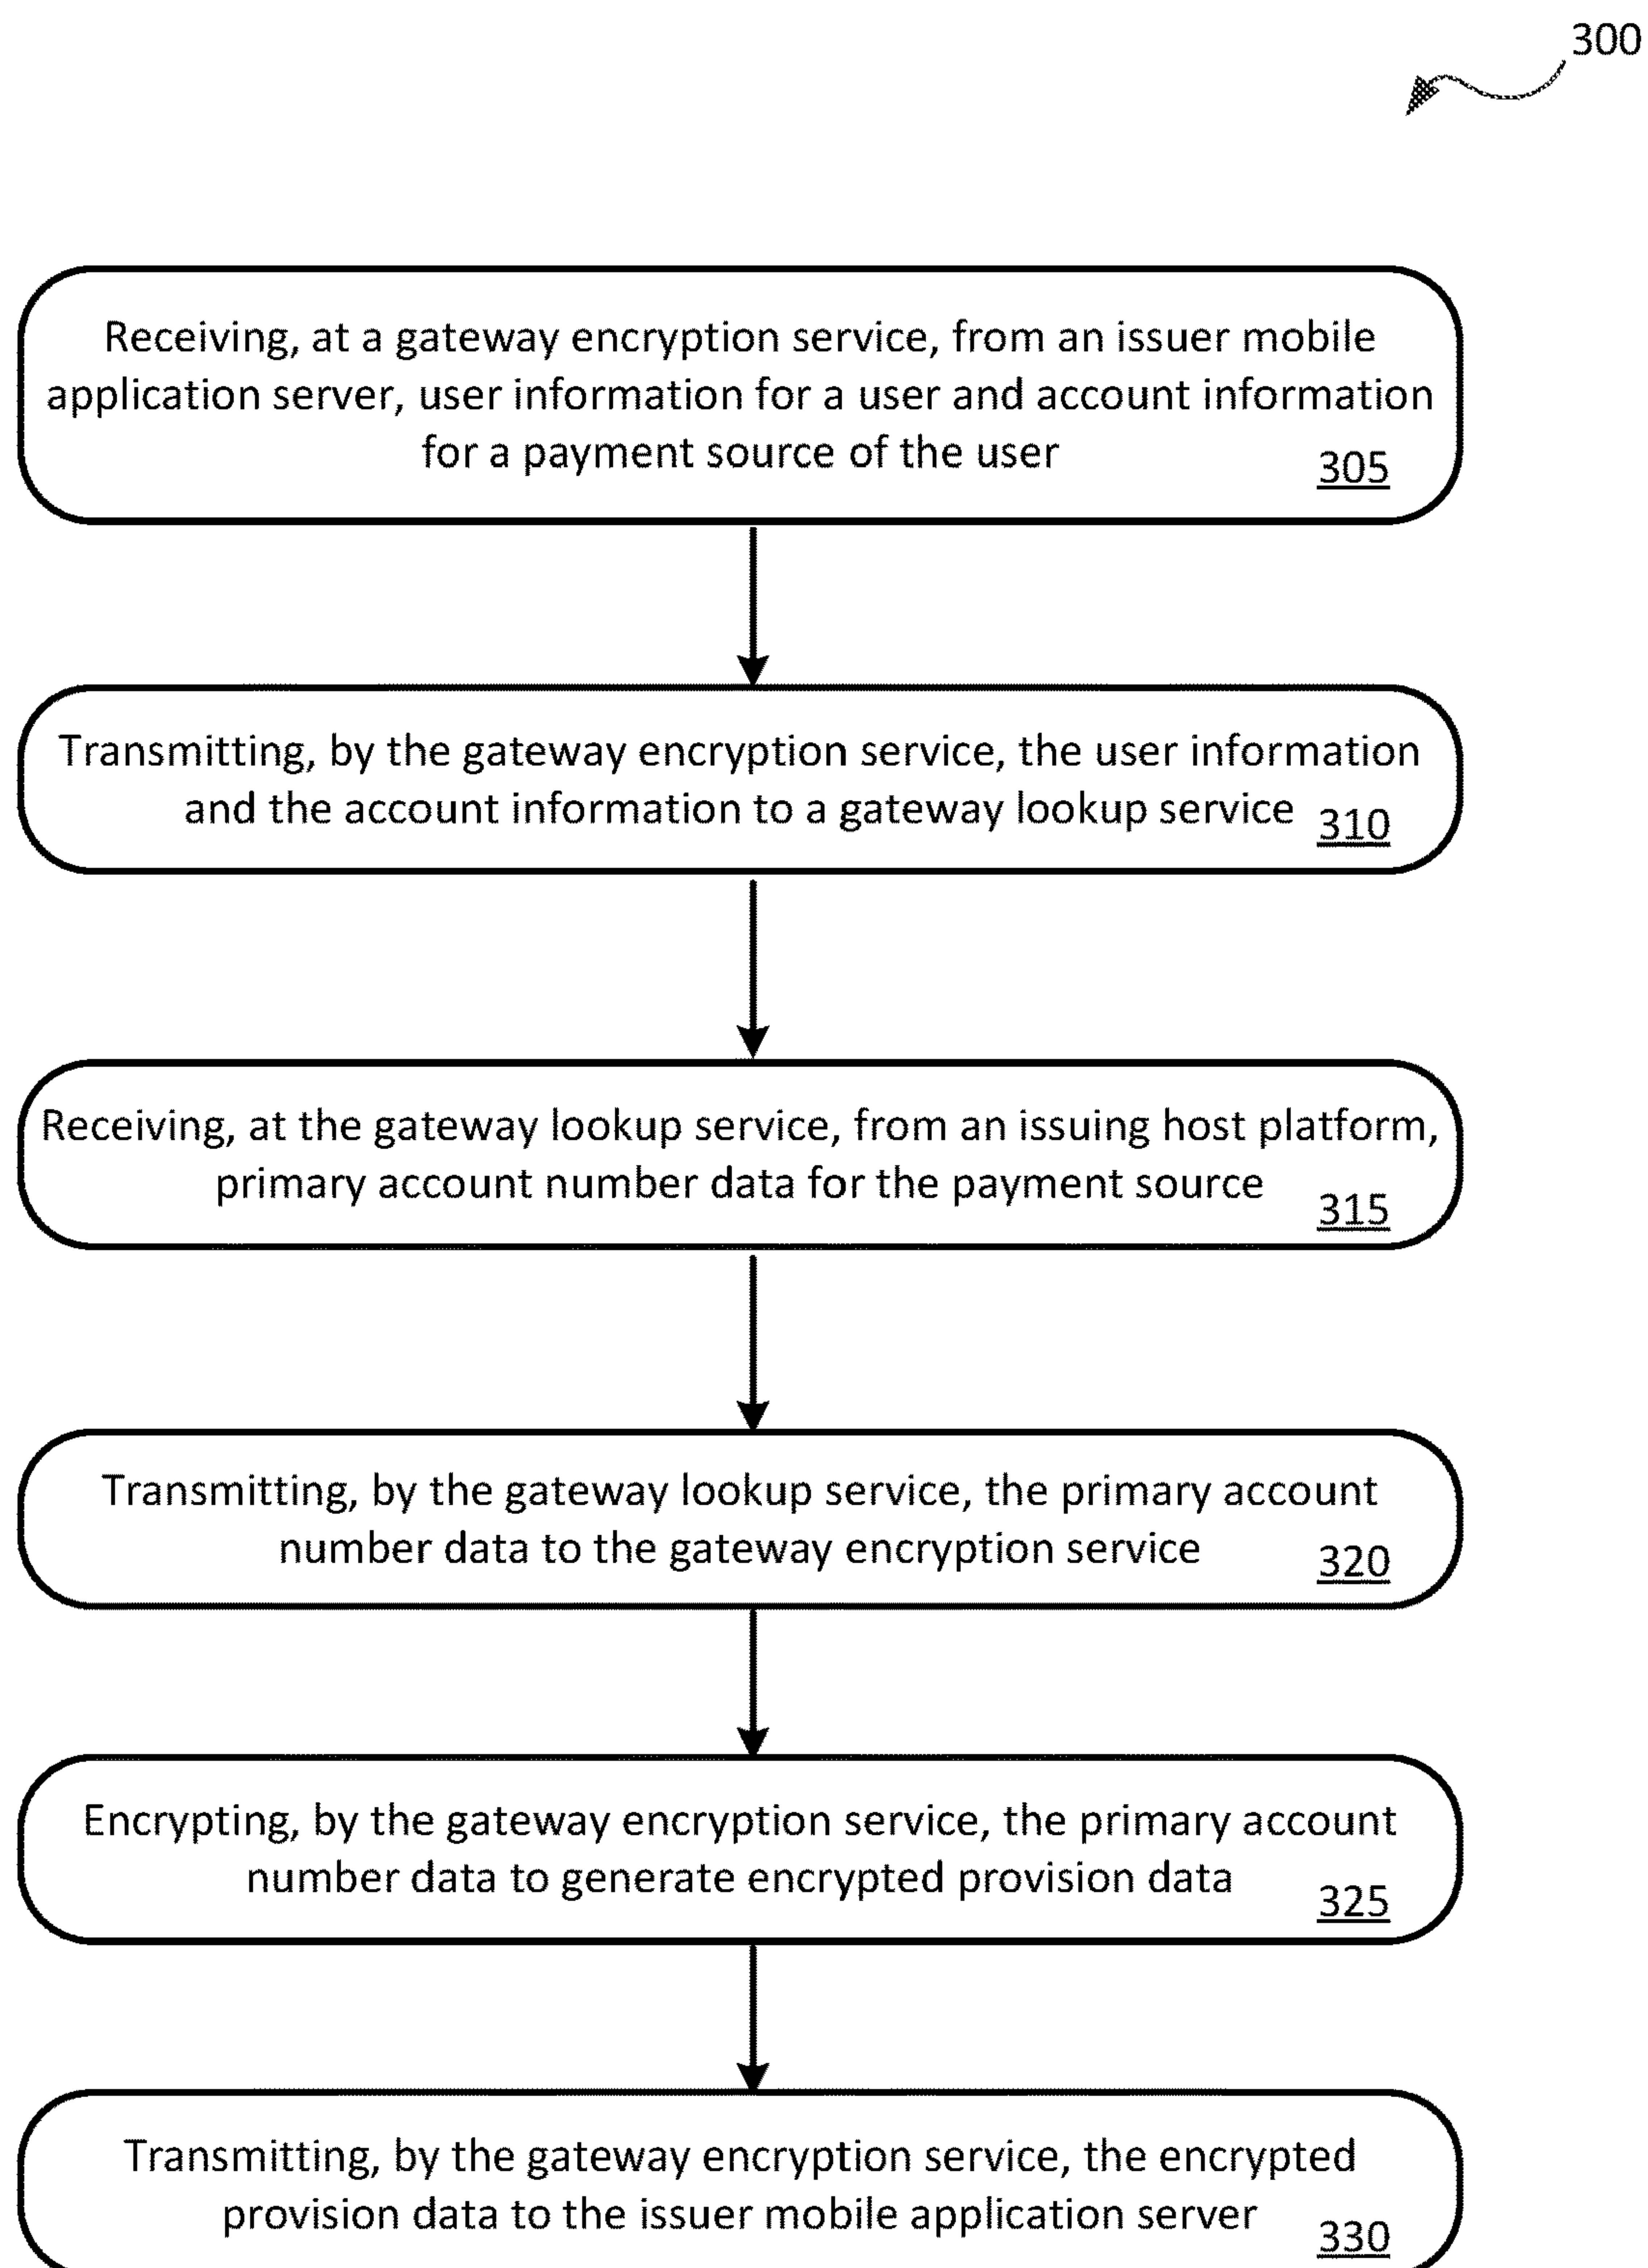 300
Receiving, at a gateway encryption service, from an issuer mobile
application server, user information for a user and account information
for a payment source of the user
305
Transmitting, by the gateway encryption service, the user information
and the account information to a gateway lookup service
310
Receiving, at the gateway lookup service, from an issuing host platform,
primary account number data for the payment source
315
Transmitting, by the gateway lookup service, the primary account
number data to the gateway encryption service
320
Encrypting, by the gateway encryption service, the primary account
number data to generate encrypted provision data
325
Transmitting, by the gateway encryption service, the encrypted
provision data to the issuer mobile application server
330